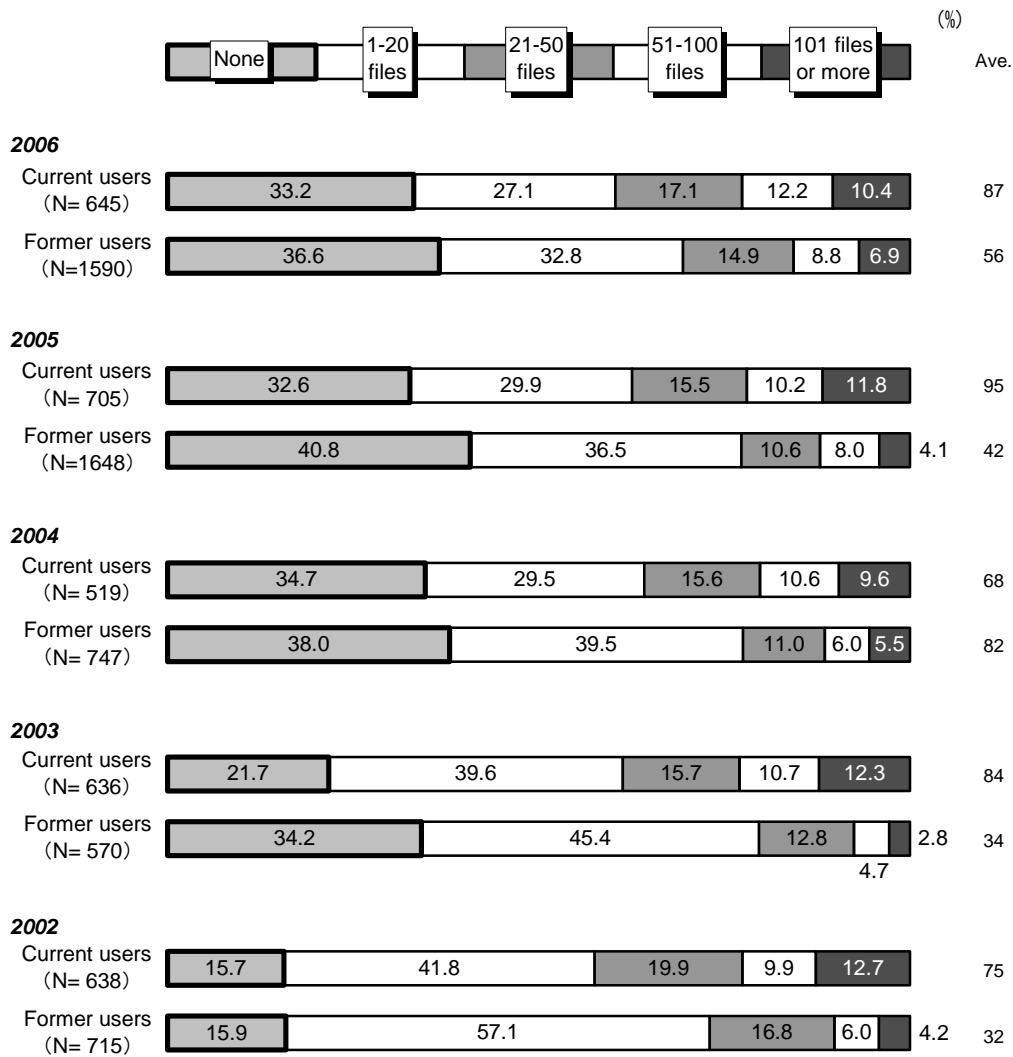 (%)
None
1-20
files
21-50
files
51-100
files
101 files
or more
Ave.
2006
Current users
（N= 645）
33.2 27.1 17.1 12.2 10.4 87
Former users
（N=1590）
36.6 32.8 14.9 8.8 6.9 56
2005
Current users
（N= 705）
32.6 29.9 15.5 10.2 11.8 95
Former users
（N=1648）
40.8 36.5 10.6 8.0 4.1 42
2004
Current users
（N= 519）
34.7 29.5 15.6 10.6 9.6 68
Former users
（N= 747）
38.0 39.5 11.0 6.0 5.5 82
2003
Current users
（N= 636）
21.7 39.6 15.7 10.7 12.3 84
Former users
（N= 570）
34.2 45.4 12.8 2.8 34
4.7
2002
Current users
（N= 638）
15.7 41.8 19.9 9.9 12.7 75
Former users
（N= 715）
15.9 57.1 16.8 6.0 4.2 32